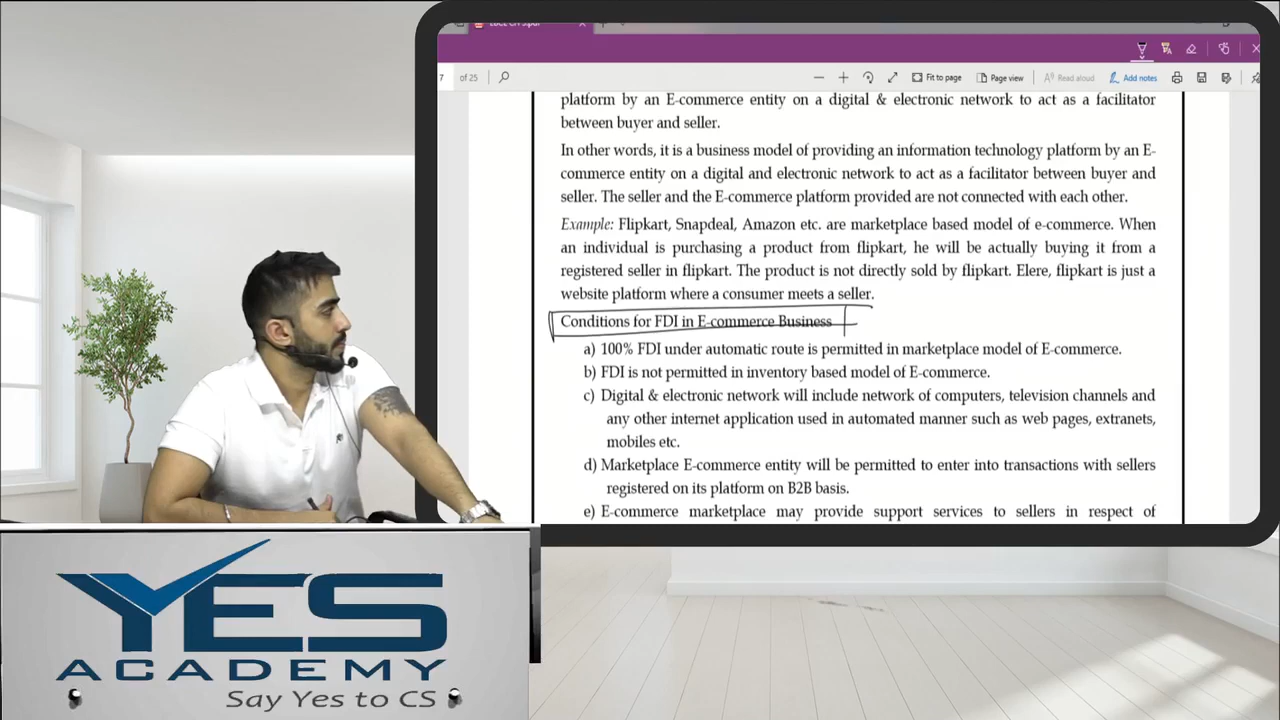 7 of 25
Fit to page
Page view
Read aloud
Add notes
platform by an E-commerce entity on a digital & electronic network to act as a facilitator
between buyer and seller.
In other words, it is a business model of providing an information technology platform by an E-
commerce entity on a digital and electronic network to act as a facilitator between buyer and
seller. The seller and the E-commerce platform provided are not connected with each other.
Example: Flipkart, Snapdeal, Amazon etc. are marketplace based model of e-commerce. When
an individual is purchasing a product from flipkart, he will be actually buying it from a
registered seller in flipkart. The product is not directly sold by flipkart. Elere, flipkart is just a
website platform where a consumer meets a seller.
Conditions for FDI in E-commerce Business
a) 100% FDI under automatic route is permitted in marketplace model of E-commerce.
b) FDI is not permitted in inventory based model of E-commerce.
c) Digital & electronic network will include network of computers, television channels and
any other internet application used in automated manner such as web pages, extranets,
mobiles etc.
d) Marketplace E-commerce entity will be permitted to enter into transactions with sellers
registered on its platform on B2B basis.
e) E-commerce marketplace may provide support services to sellers in respect of
YES
ACADEMY
Say Yes to CS